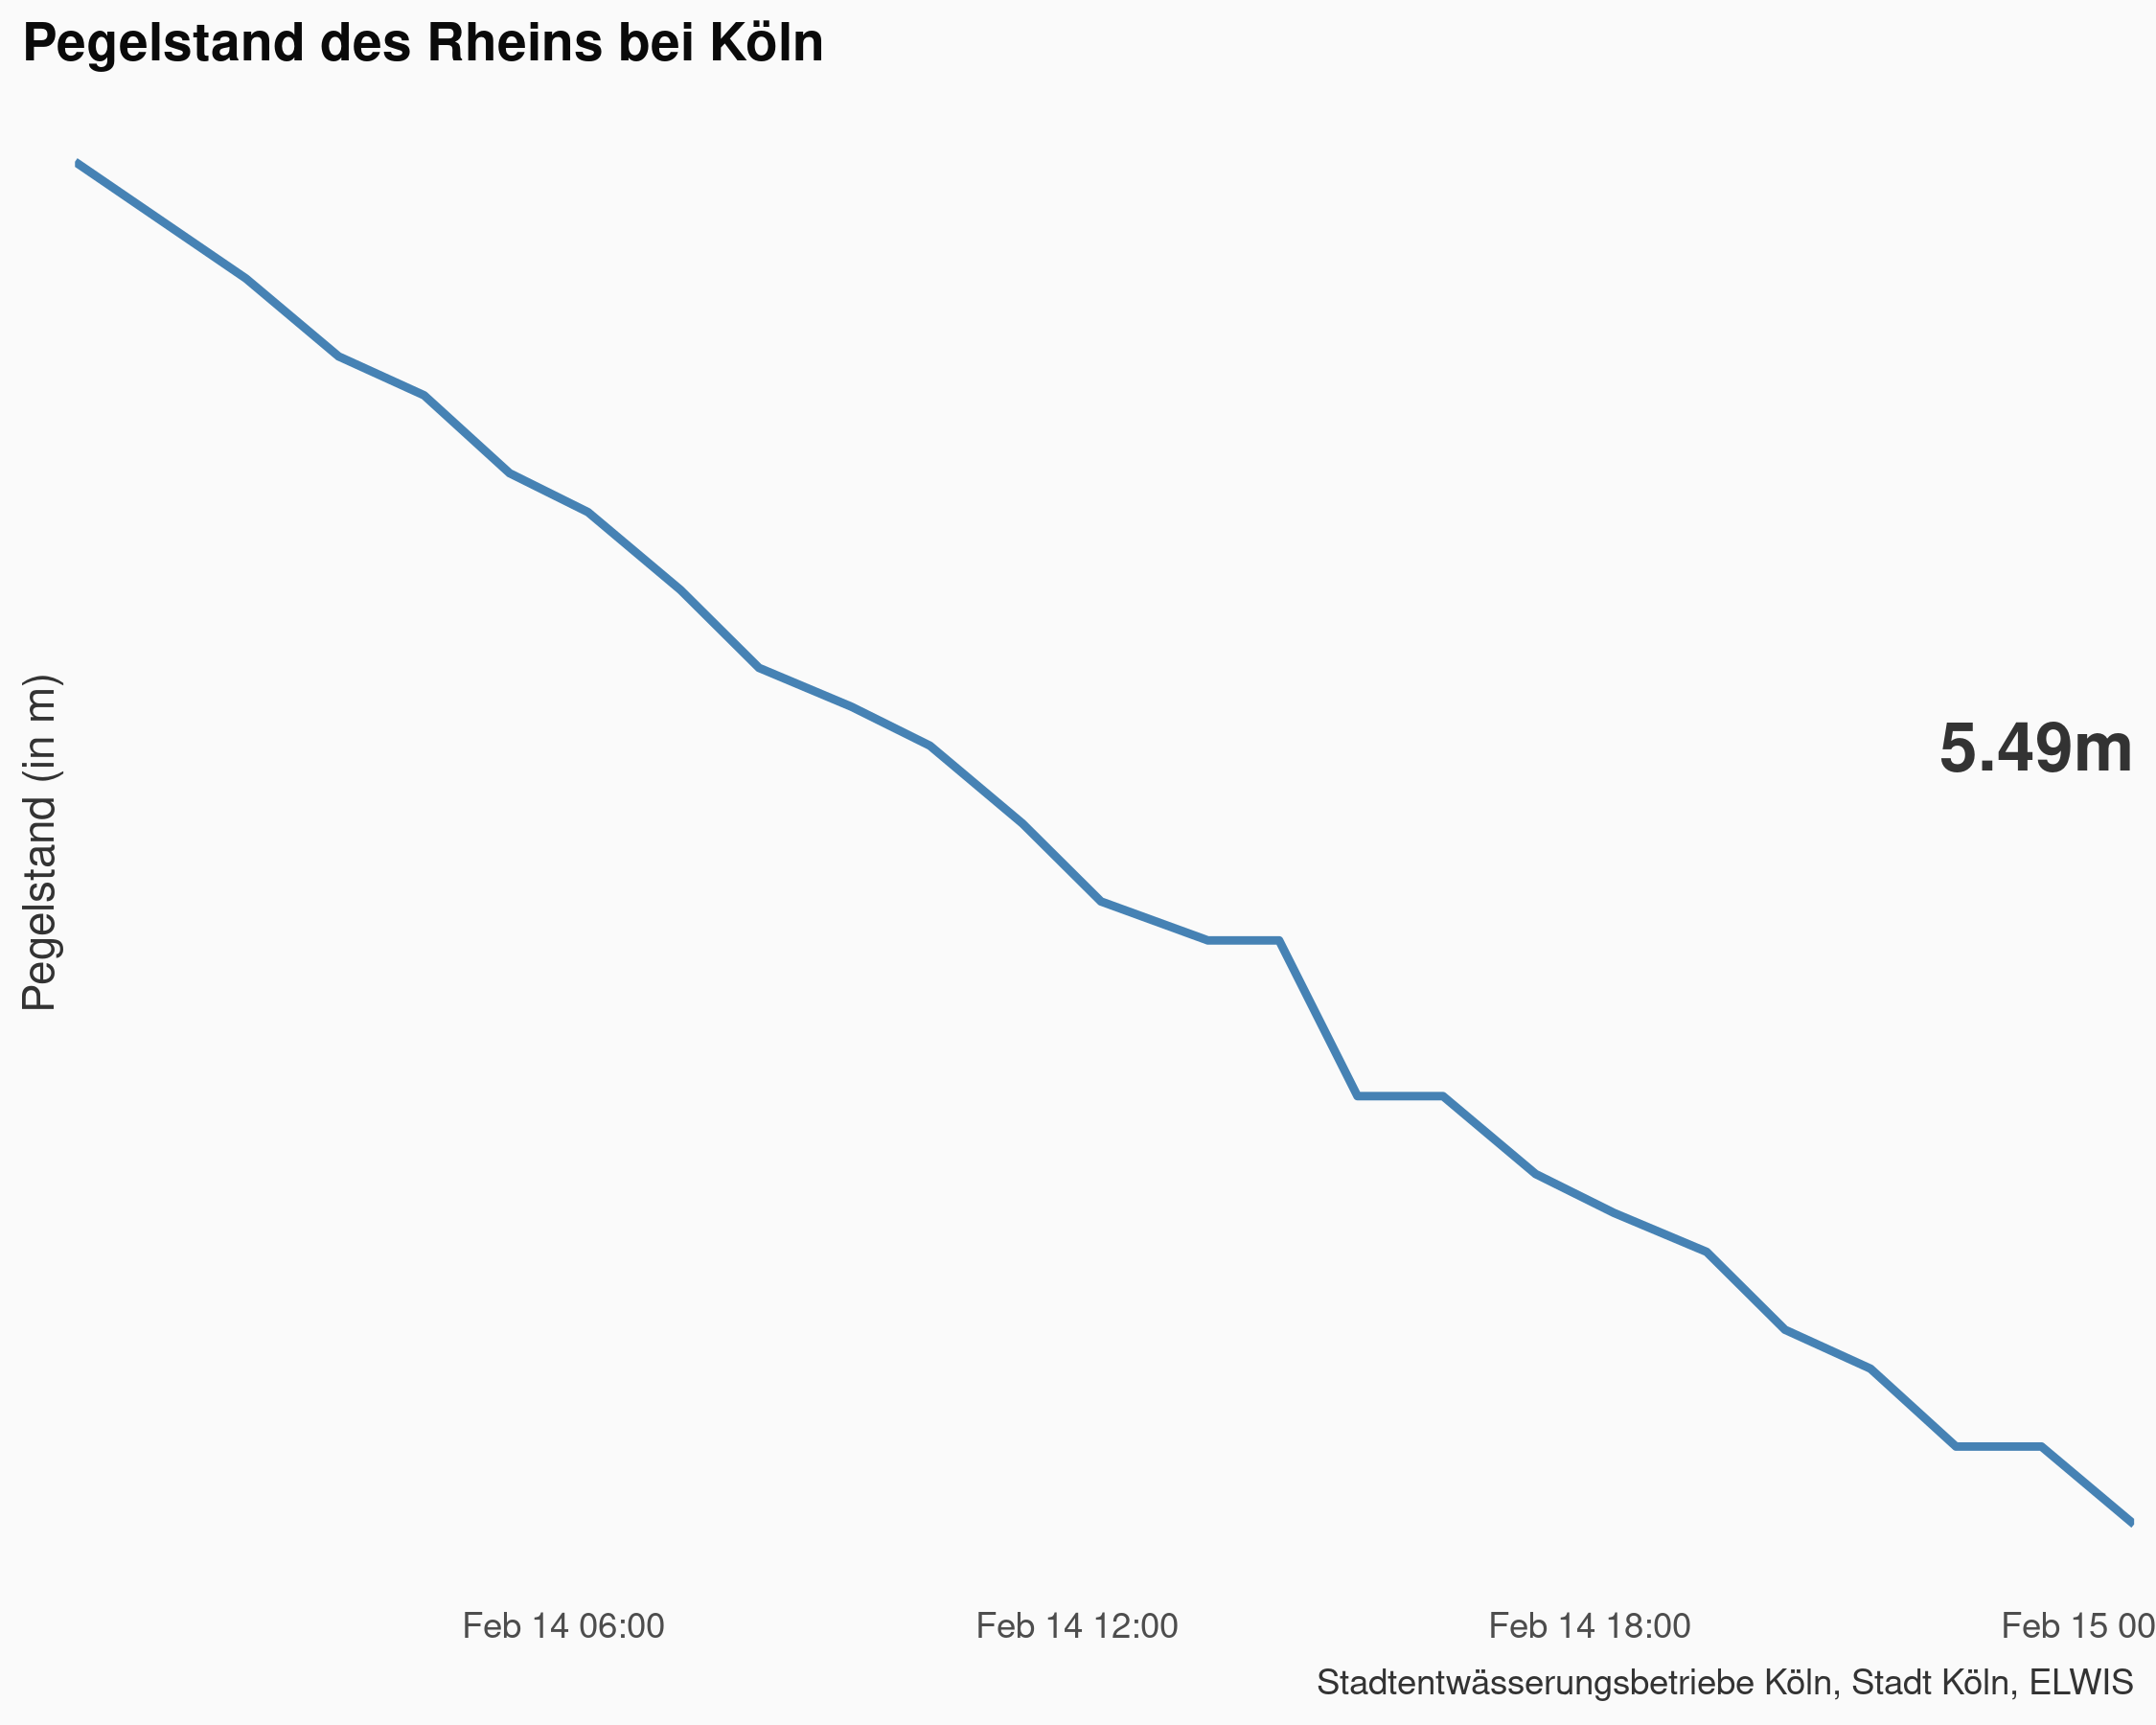 Pegelstand des Rheins bei Köln
Pegelstand (in m)
5.49m
Feb 14 06:00
Feb 14 12:00
Feb 14 18:00
Feb 15 00
Stadtentwässerungsbetriebe Köln, Stadt Köln, ELWIS